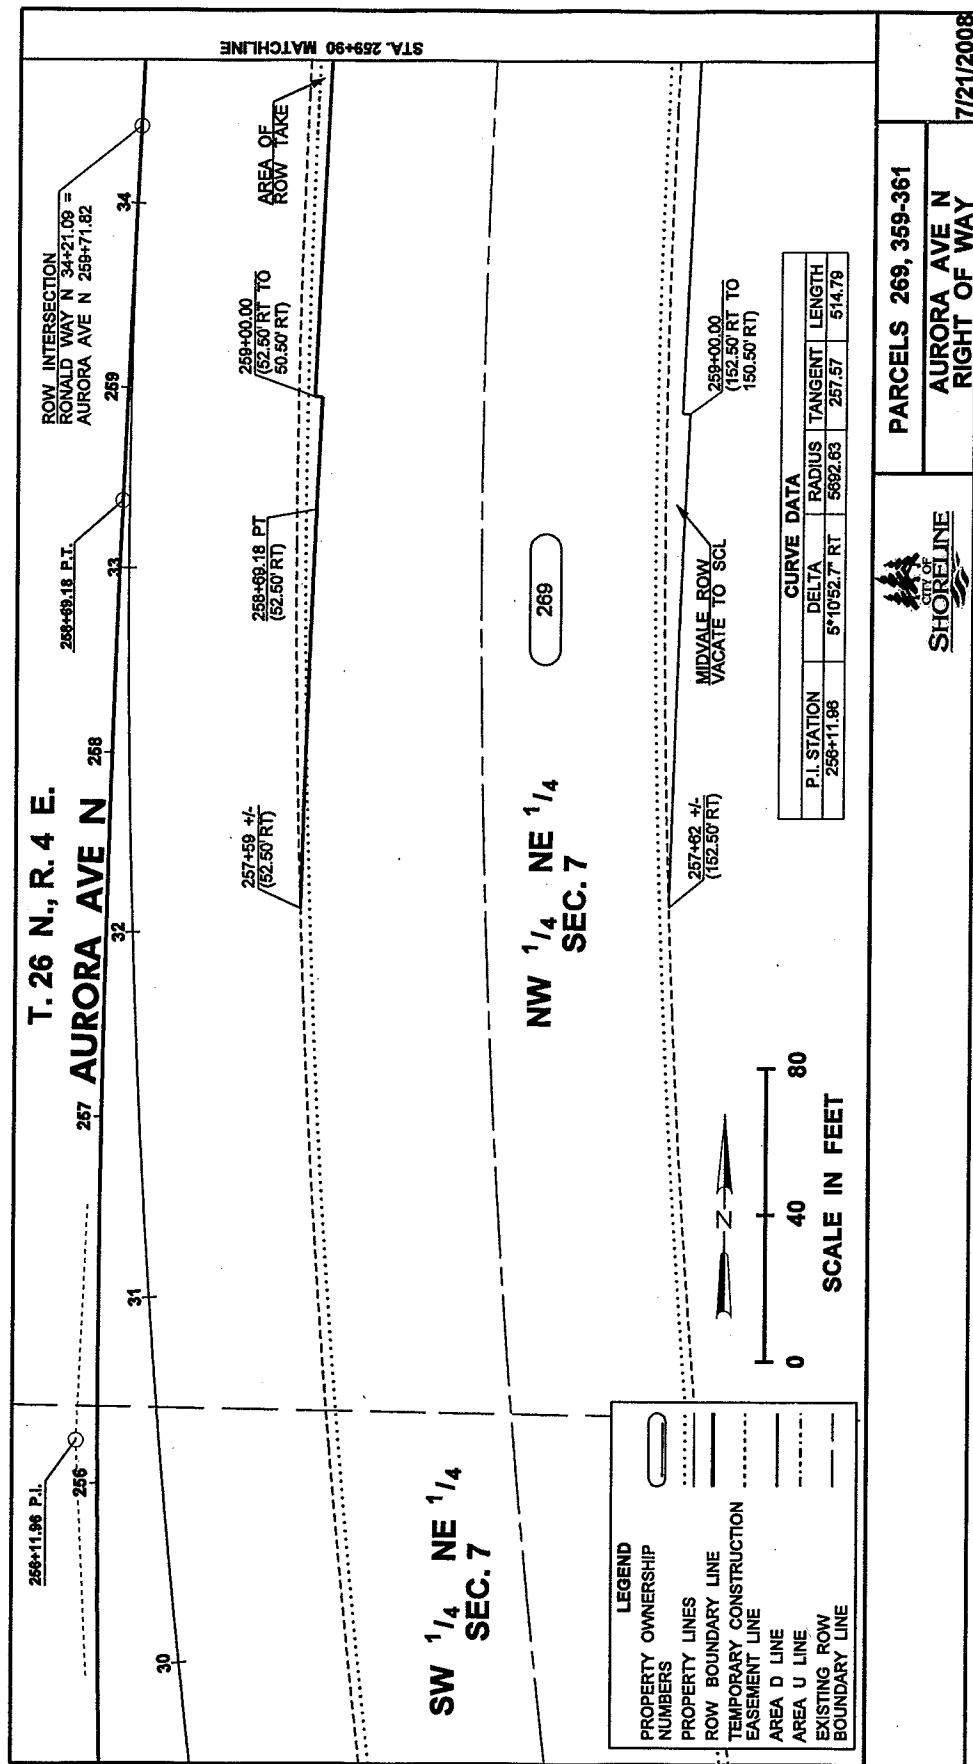 T. 26 N., R. 4 E.
AURORA AVE N
256+11.96 P.I.
256
257
258
258+69.18 P.T.
259
ROW INTERSECTION
RONALD WAY N 34+21.09 =
AURORA AVE N 259+71.82
30
31
32
33
34
STA. 259+90 MATCHLINE
257+59 +/-
(52.50' RT)
258+69.18 PT
(52.50' RT)
259+00.00
(52.50' RT TO
50.50' RT)
AREA OF
ROW TAKE
SW 1/4 NE 1/4
SEC. 7
NW 1/4 NE 1/4
SEC. 7
269
257+62 +/-
(152.50' RT)
MIDVALE ROW
VACATE TO SCL
259+00.00
(152.50' RT TO
150.50' RT)
N
0 40 80
SCALE IN FEET
CURVE DATA
P.I. STATION DELTA RADIUS TANGENT LENGTH
256+11.96 5°10'52.7" RT 5692.63 257.57 514.79
LEGEND
PROPERTY OWNERSHIP
NUMBERS
PROPERTY LINES
ROW BOUNDARY LINE
TEMPORARY CONSTRUCTION
EASEMENT LINE
AREA D LINE
AREA U LINE
EXISTING ROW
BOUNDARY LINE
CITY OF
SHORELINE
PARCELS 269, 359-361
AURORA AVE N
RIGHT OF WAY
7/21/2008